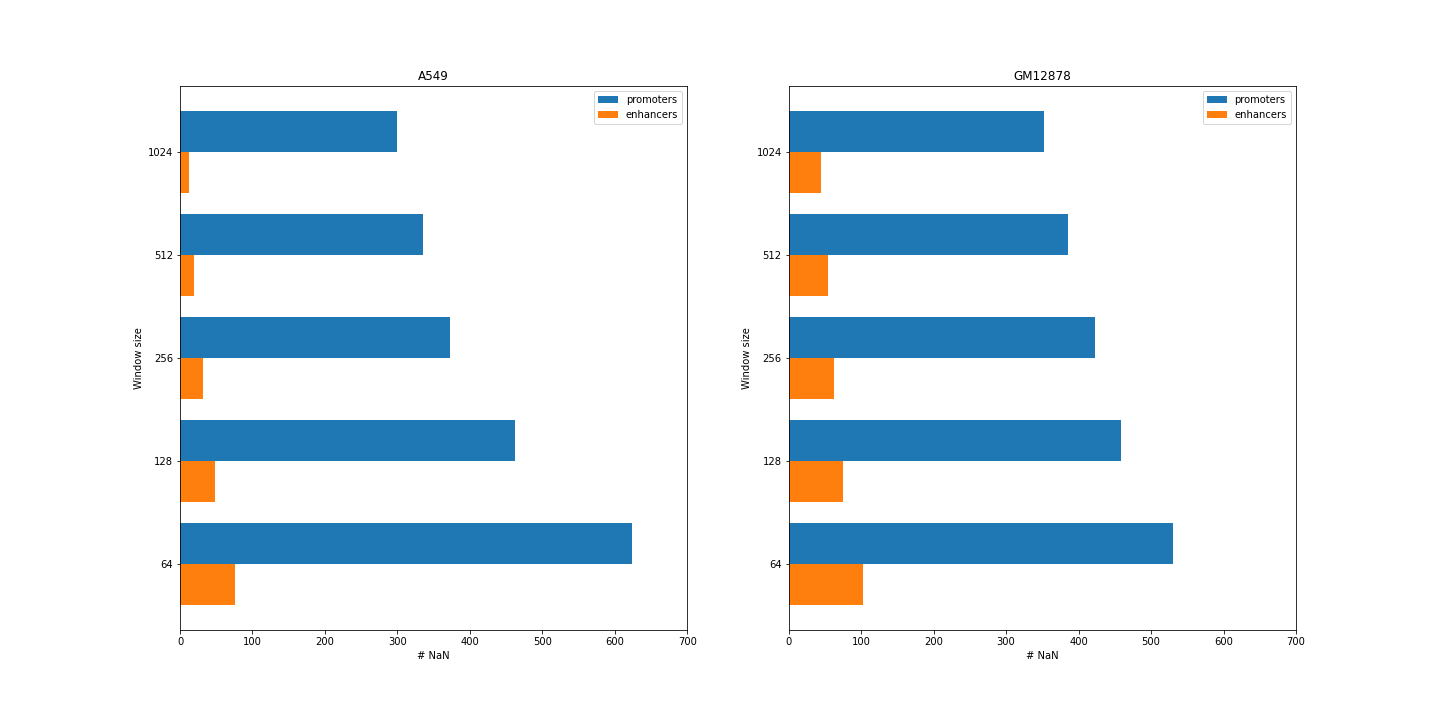 A549
promoters
enhancers
1024
512
256
128
64
Window size
0 100 200 300 400 500 600 700
# NaN
GM12878
promoters
enhancers
1024
512
256
128
64
Window size
0 100 200 300 400 500 600 700
# NaN